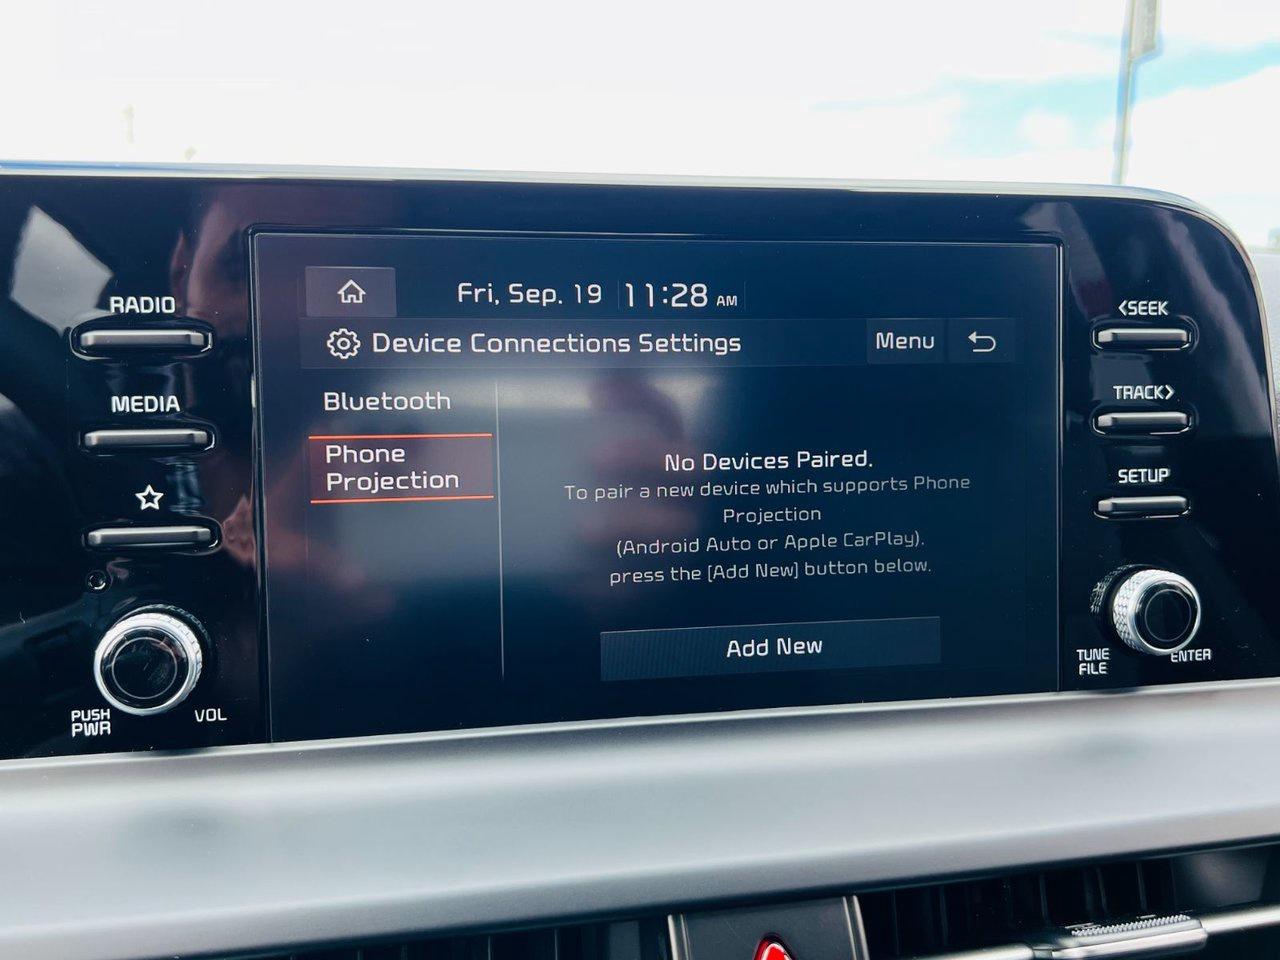 RADIO
MEDIA
PUSH
PWR
VOL
Fri, Sep. 19 11:28 AM
Device Connections Settings
Menu
Bluetooth
Phone
Projection
No Devices Paired.
To pair a new device which supports Phone
Projection
(Android Auto or Apple CarPlay).
press the [Add New] button below.
Add New
<SEEK
TRACK>
SETUP
TUNE
FILE
ENTER